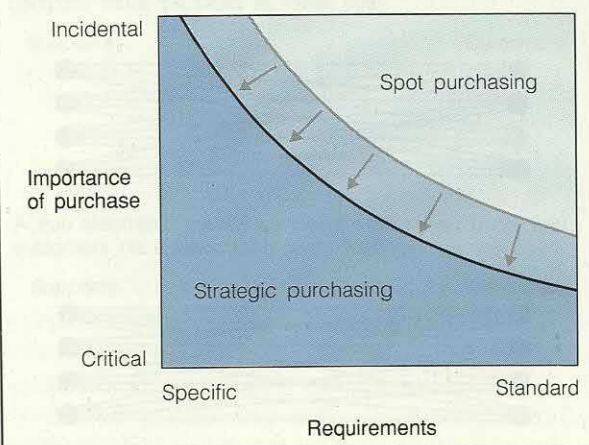 Incidental
Spot purchasing
Importance
of purchase
Strategic purchasing
Critical
Specific
Standard
Requirements